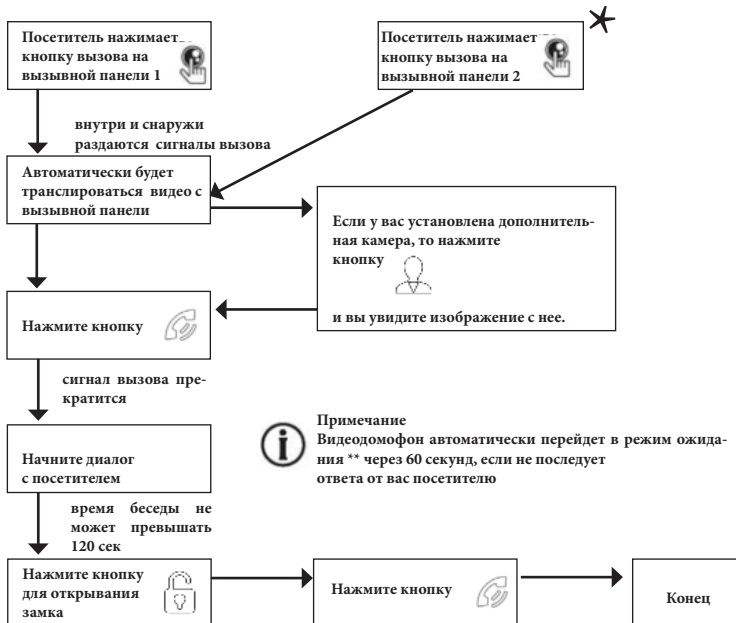 Посетитель нажимает
кнопку вызова на
вызывной панели 1
Посетитель нажимает
кнопку вызова на
вызывной панели 2
внутри и снаружи
раздаются сигналы вызова
Автоматически будет
транслироваться видео с
вызывной панели
Если у вас установлена дополнитель-
ная камера, то нажмите
кнопку
и вы увидите изображение с нее.
Нажмите кнопку
сигнал вызова пре-
кратится
Примечание
Видеодомофон автоматически перейдет в режим ожида-
ния ** через 60 секунд, если не последует
ответа от вас посетителю
Начните диалог
с посетителем
время беседы не
может превышать
120 сек
Нажмите кнопку
для открывания
замка
Нажмите кнопку
Конец